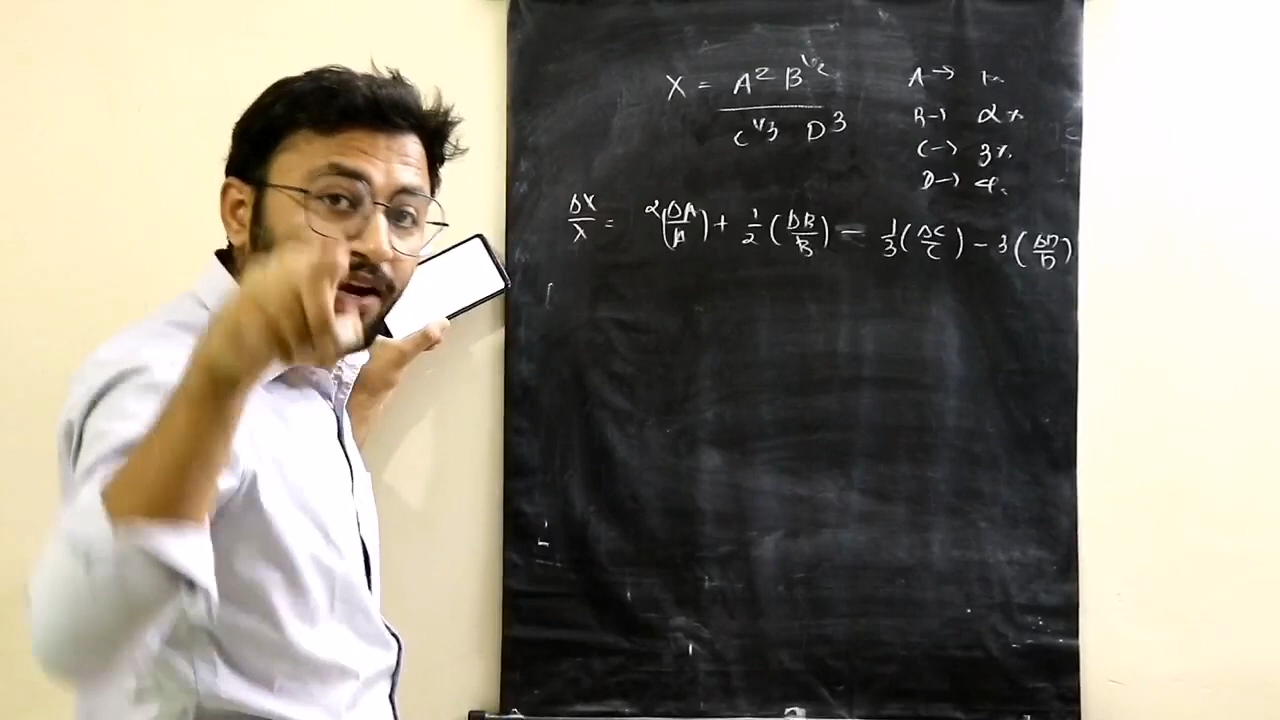 X = A² B^1/2 / C^1/3 D³
A → 1%
B → 2%
C → 3%
D → 4%
ΔX/X = 2(ΔA/A) + 1/2 (ΔB/B) − 1/3 (ΔC/C) − 3 (ΔD/D)